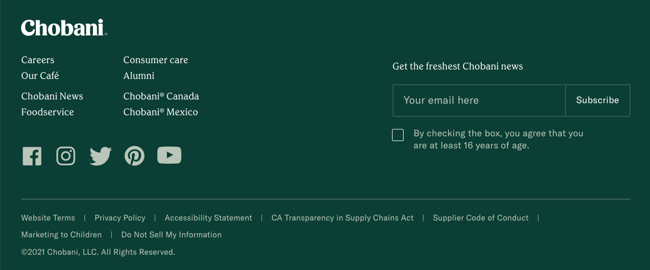 Chobani.
Careers
Our Café
Chobani News
Foodservice
Consumer care
Alumni
Chobani® Canada
Chobani® Mexico
Get the freshest Chobani news
Your email here
Subscribe
By checking the box, you agree that you
are at least 16 years of age.
Website Terms | Privacy Policy | Accessibility Statement | CA Transparency in Supply Chains Act | Supplier Code of Conduct |
Marketing to Children | Do Not Sell My Information
©2021 Chobani, LLC. All Rights Reserved.